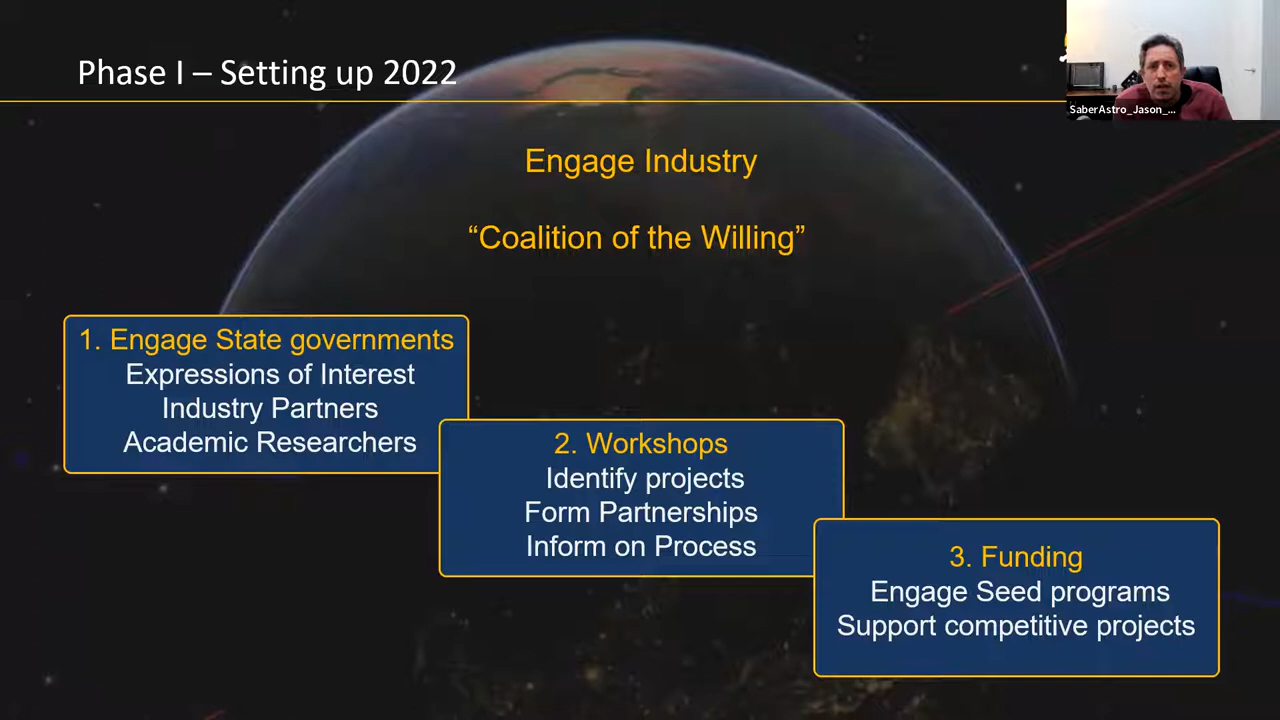 Phase I – Setting up 2022
SaberAstro_Jason_...
Engage Industry
“Coalition of the Willing”
1. Engage State governments
Expressions of Interest
Industry Partners
Academic Researchers
2. Workshops
Identify projects
Form Partnerships
Inform on Process
3. Funding
Engage Seed programs
Support competitive projects